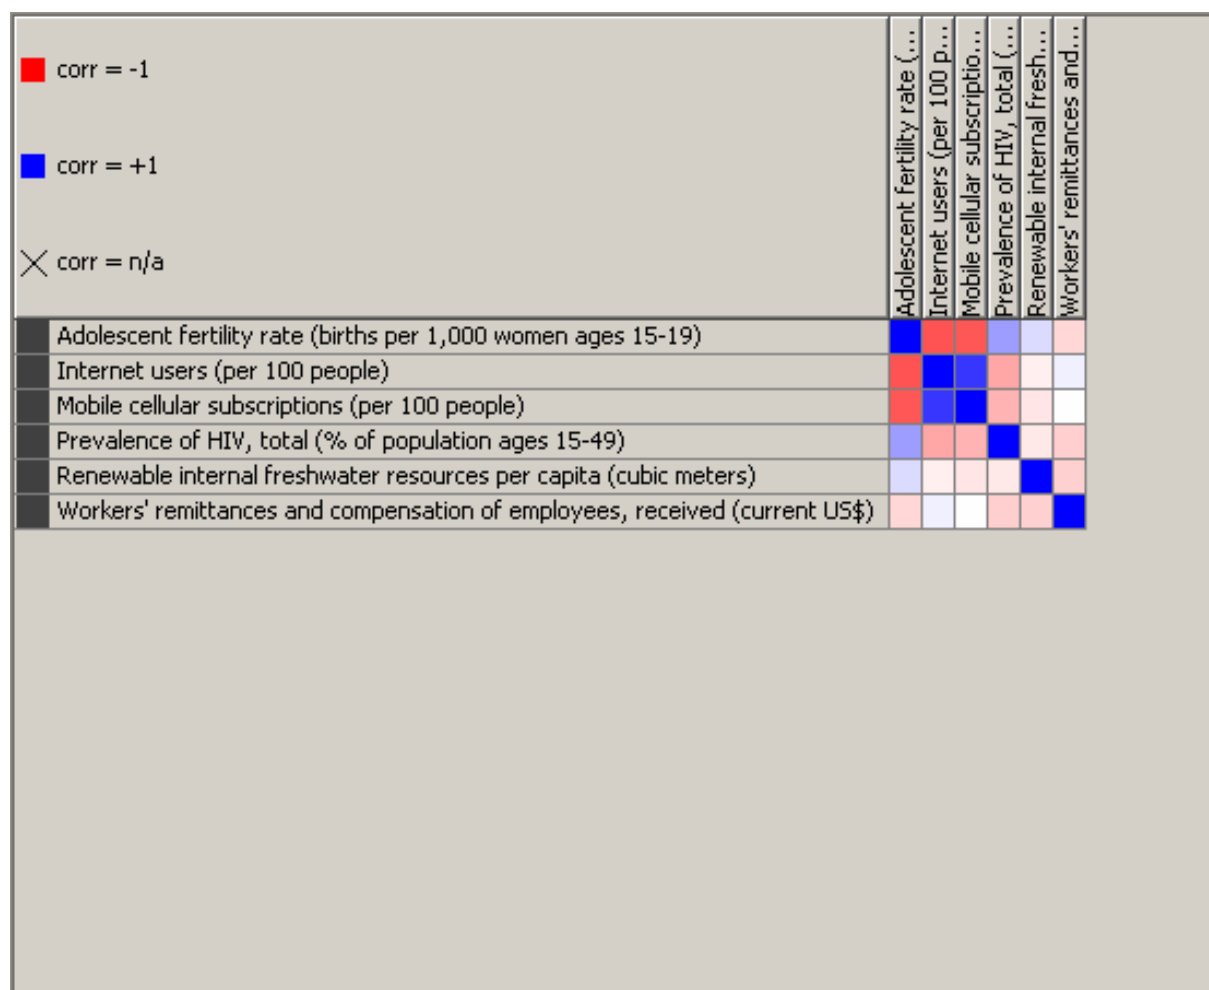 corr = -1
corr = +1
corr = n/a
Adolescent fertility rate (...
Internet users (per 100 p...
Mobile cellular subscriptio...
Prevalence of HIV, total (...
Renewable internal fresh...
Workers' remittances and...
Adolescent fertility rate (births per 1,000 women ages 15-19)
Internet users (per 100 people)
Mobile cellular subscriptions (per 100 people)
Prevalence of HIV, total (% of population ages 15-49)
Renewable internal freshwater resources per capita (cubic meters)
Workers' remittances and compensation of employees, received (current US$)